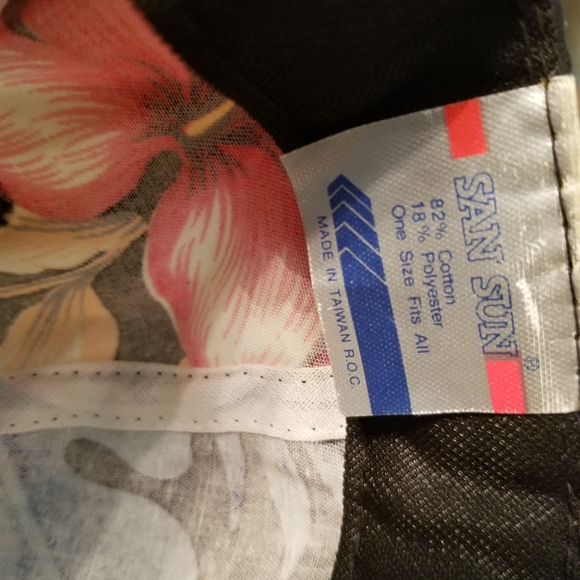 SAN SUN®
82% Cotton
18% Polyester
One Size Fits All
MADE IN TAIWAN R.O.C.